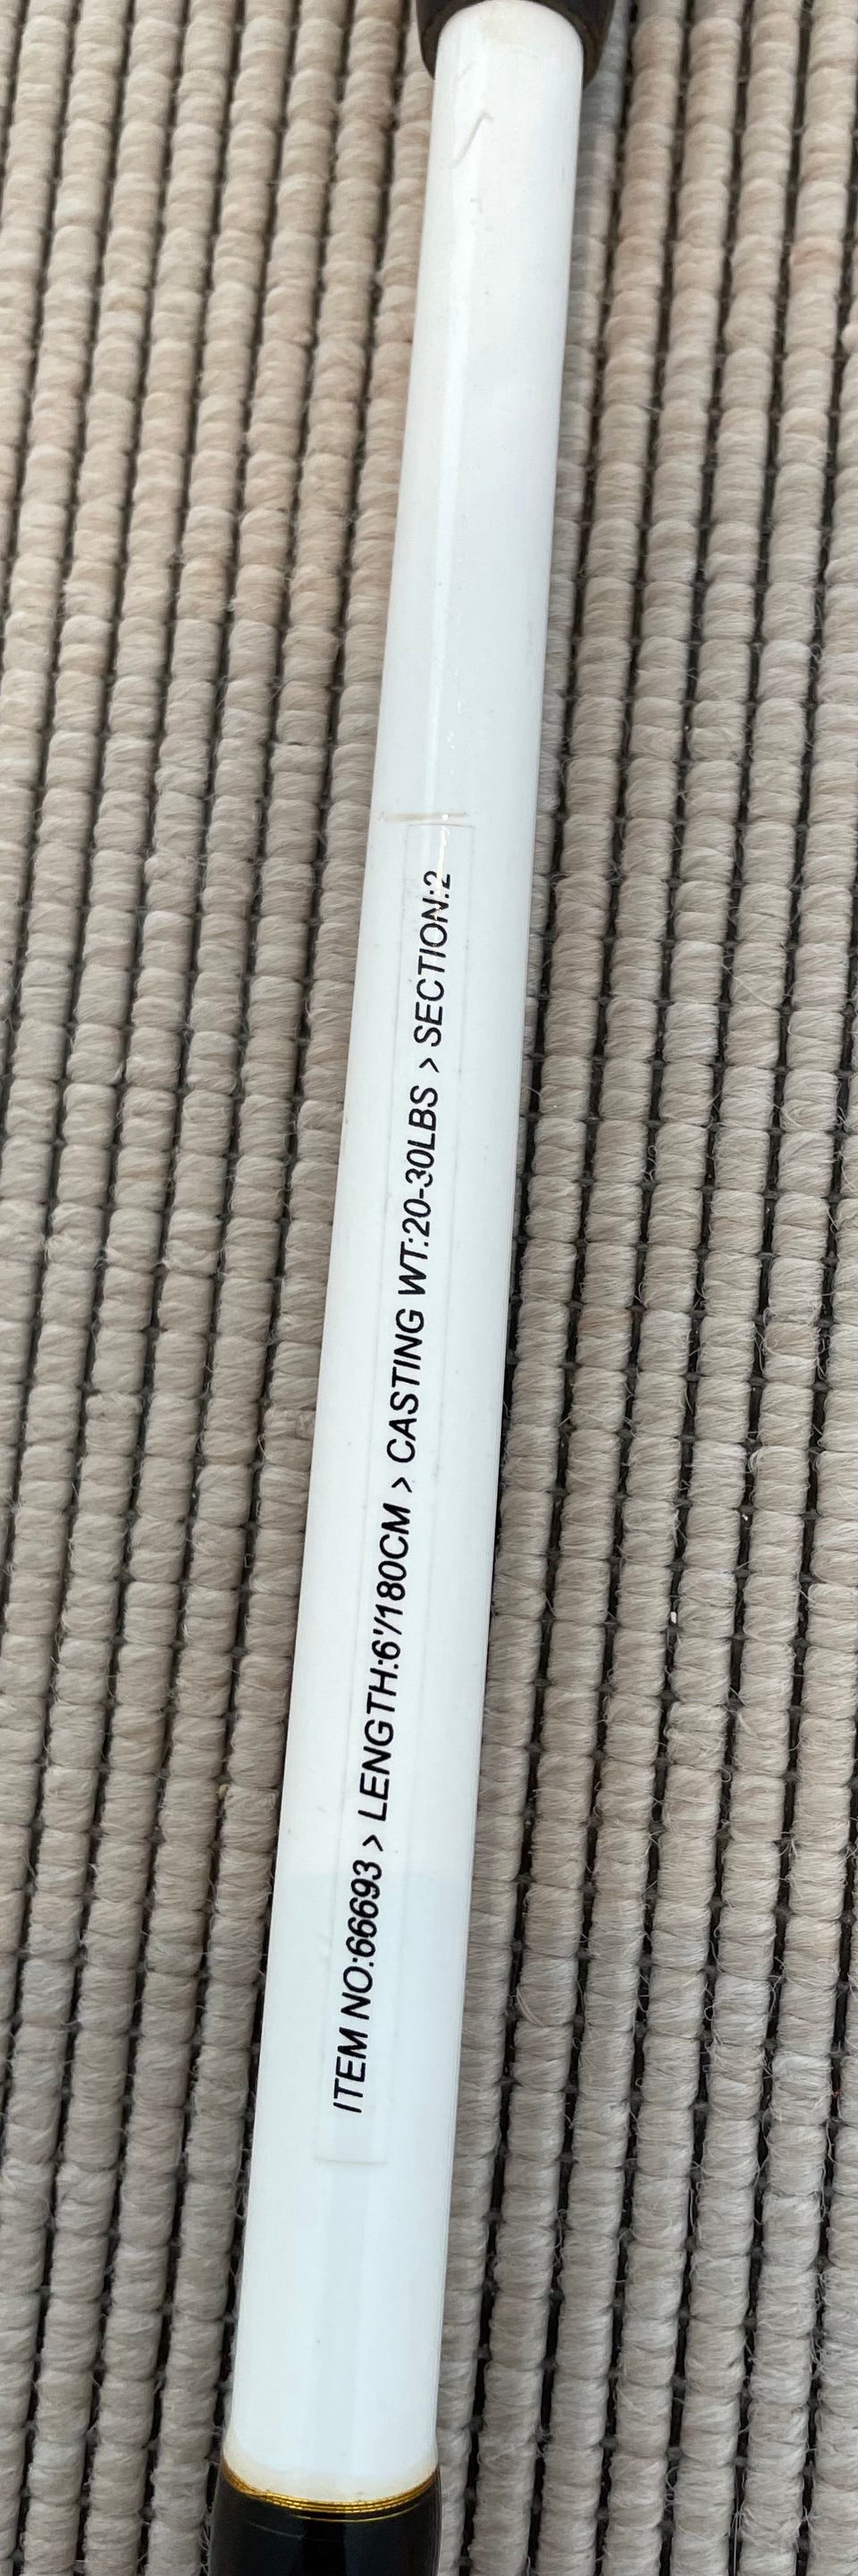 ITEM NO:66693 > LENGTH:6'/180CM > CASTING WT:20-30LBS > SECTION:2